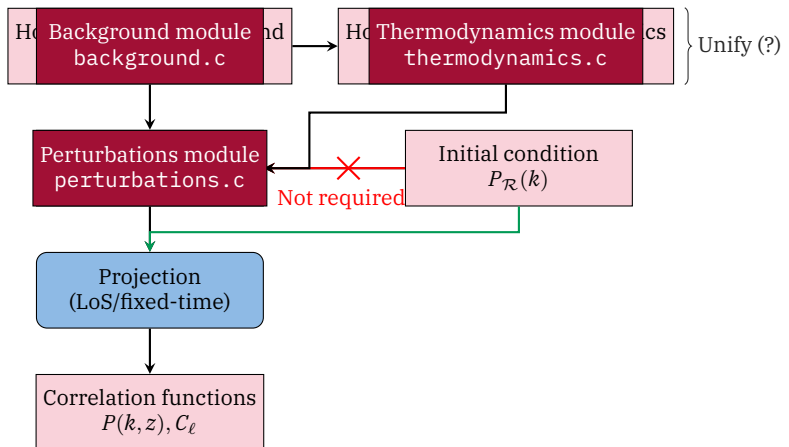 Background module
background.c
Thermodynamics module
thermodynamics.c
Unify (?)
Perturbations module
perturbations.c
Not required
Initial condition
P_ℛ(k)
Projection
(LoS/fixed-time)
Correlation functions
P(k, z), C_ℓ